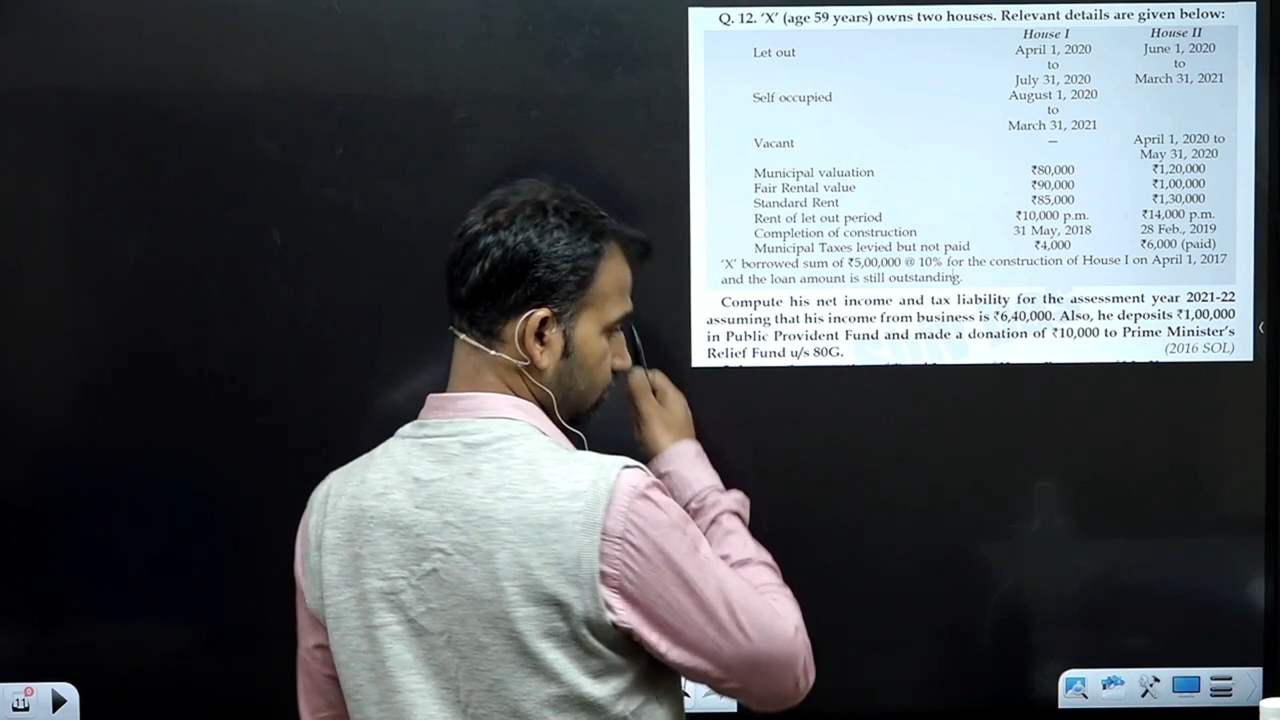 Q. 12. ‘X’ (age 59 years) owns two houses. Relevant details are given below:
House I House II
Let out April 1, 2020 June 1, 2020
to to
July 31, 2020 March 31, 2021
Self occupied August 1, 2020
to
March 31, 2021
Vacant — April 1, 2020 to
May 31, 2020
Municipal valuation ₹80,000 ₹1,20,000
Fair Rental value ₹90,000 ₹1,00,000
Standard Rent ₹85,000 ₹1,30,000
Rent of let out period ₹10,000 p.m. ₹14,000 p.m.
Completion of construction 31 May, 2018 28 Feb., 2019
Municipal Taxes levied but not paid ₹4,000 ₹6,000 (paid)
‘X’ borrowed sum of ₹5,00,000 @ 10% for the construction of House I on April 1, 2017
and the loan amount is still outstanding.
Compute his net income and tax liability for the assessment year 2021-22
assuming that his income from business is ₹6,40,000. Also, he deposits ₹1,00,000
in Public Provident Fund and made a donation of ₹10,000 to Prime Minister’s
Relief Fund u/s 80G. (2016 SOL)
11